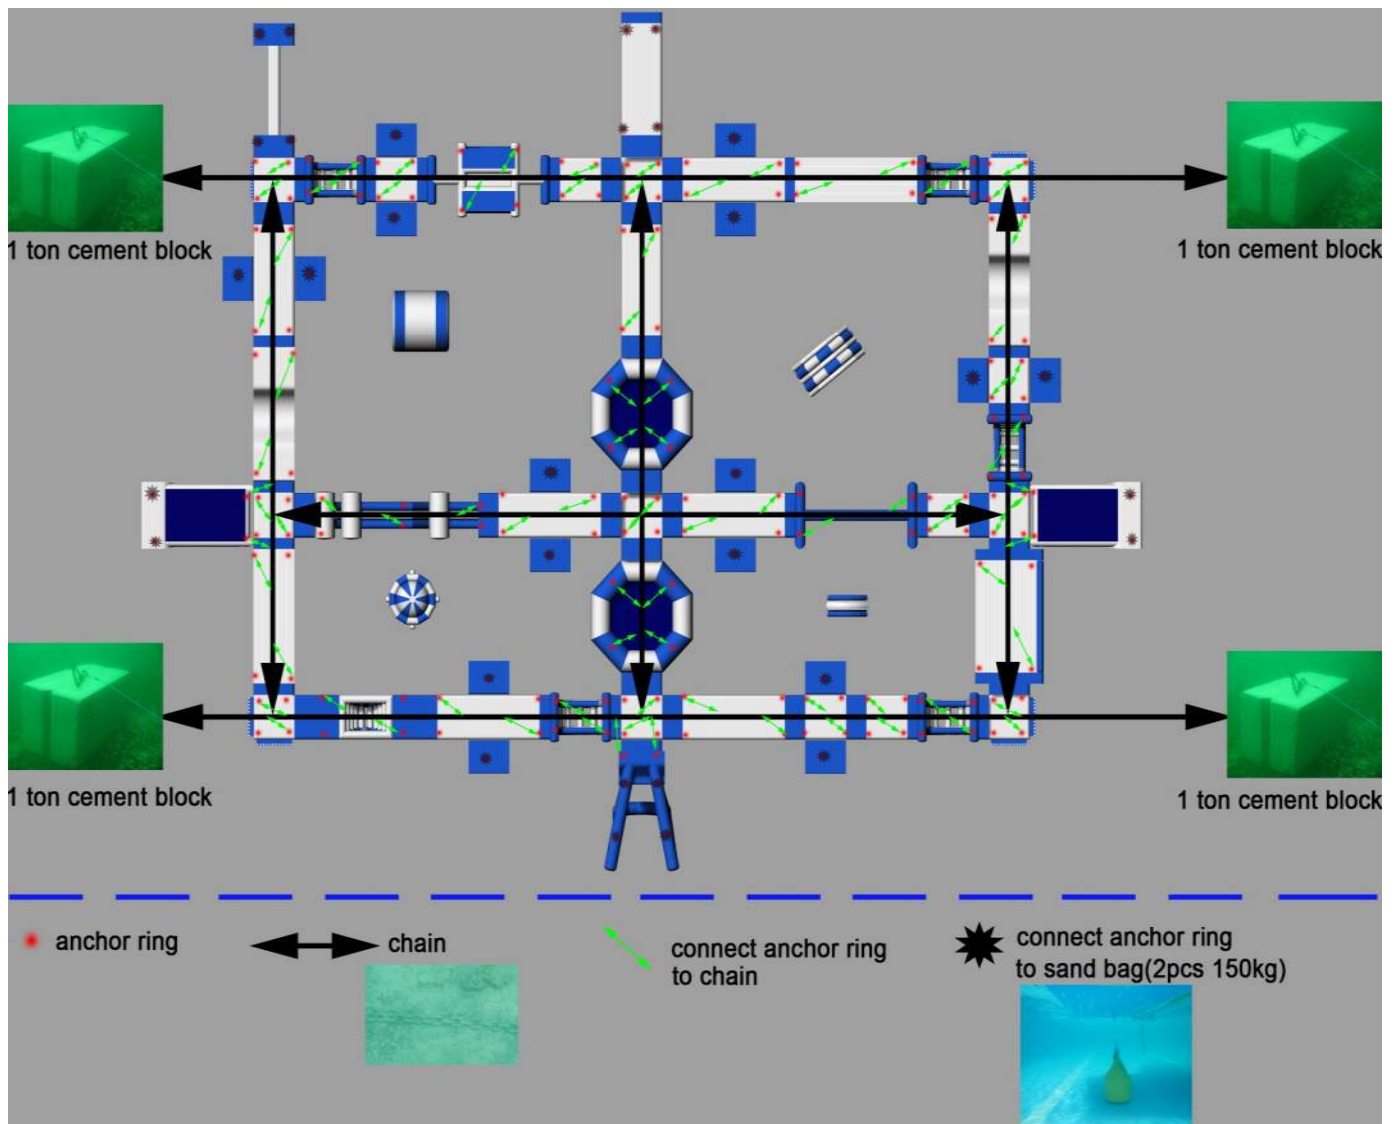 1 ton cement block
1 ton cement block
1 ton cement block
1 ton cement block
anchor ring
chain
connect anchor ring
to chain
connect anchor ring
to sand bag(2pcs 150kg)